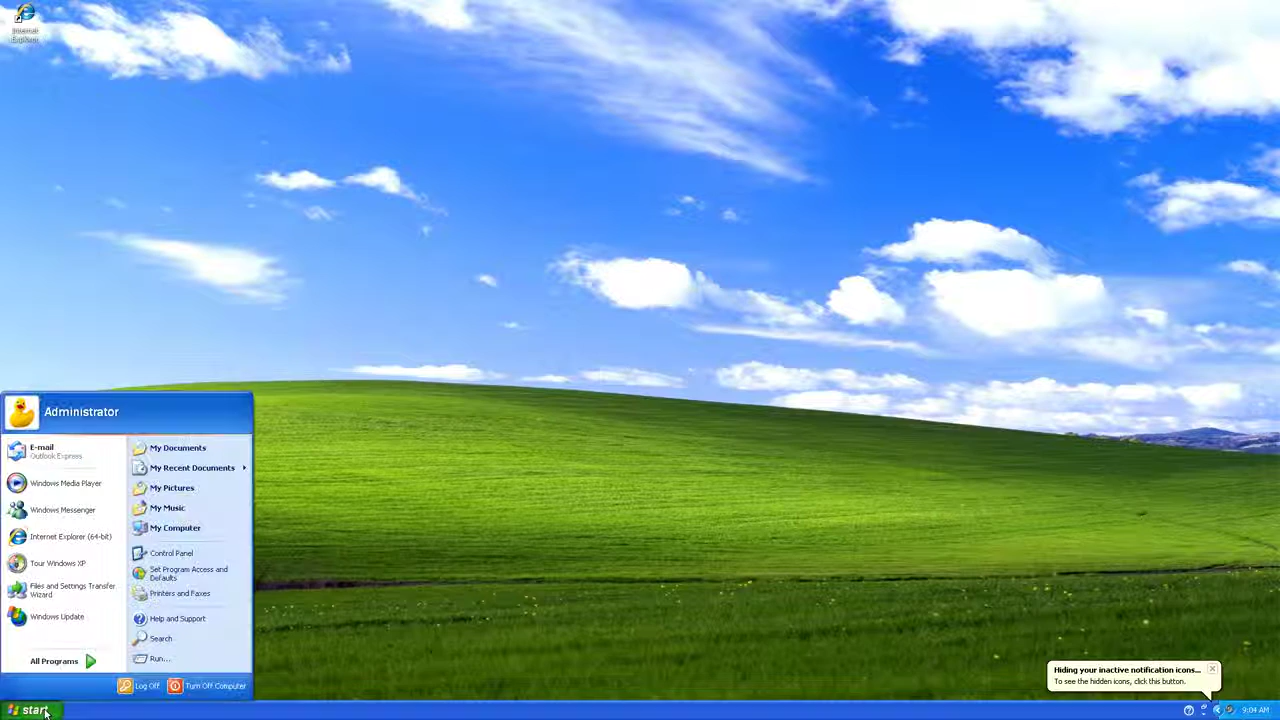 Internet
Explorer
Administrator
E-mail
Outlook Express
Windows Media Player
Windows Messenger
Internet Explorer (64-bit)
Tour Windows XP
Files and Settings Transfer
Wizard
Windows Update
All Programs
My Documents
My Recent Documents
My Pictures
My Music
My Computer
Control Panel
Set Program Access and
Defaults
Printers and Faxes
Help and Support
Search
Run...
Log Off
Turn Off Computer
Hiding your inactive notification icons...
To see the hidden icons, click this button.
start
9:04 AM